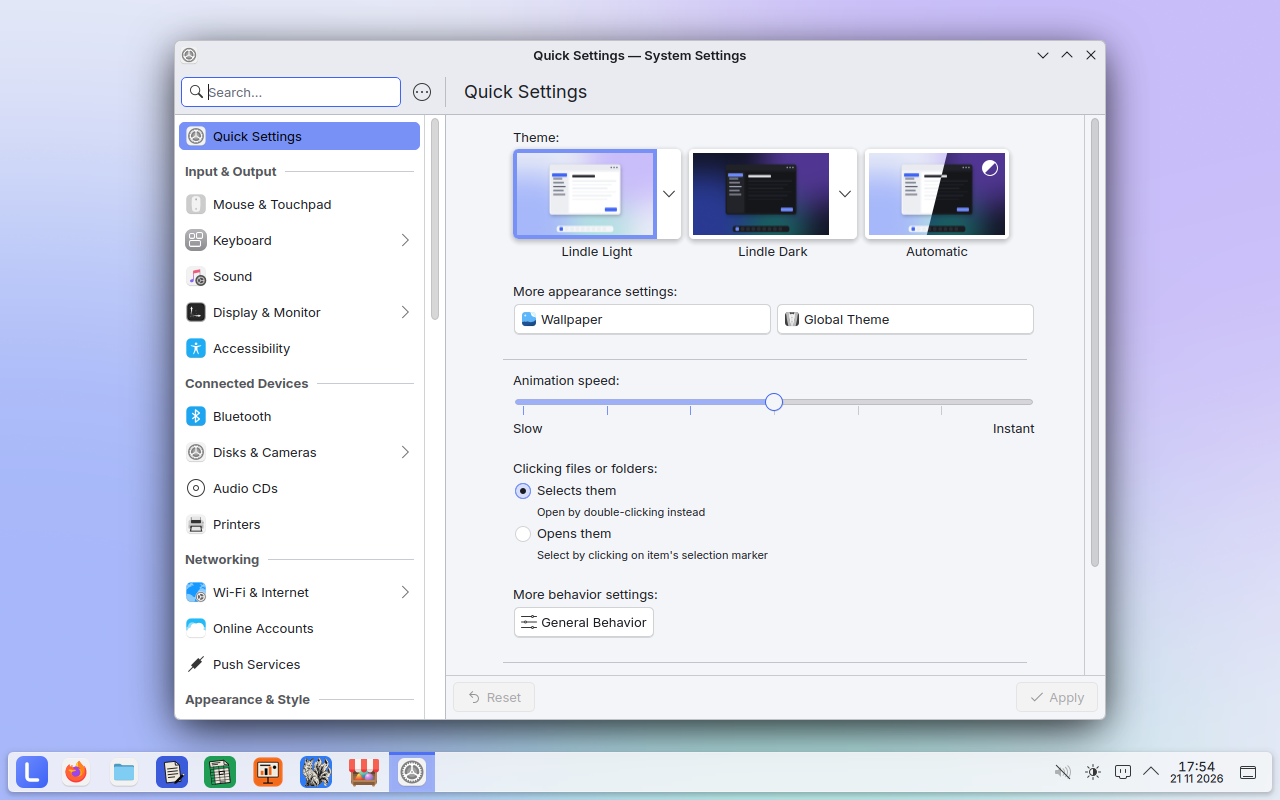 Quick Settings — System Settings
Search...
Quick Settings
Quick Settings
Input & Output
Mouse & Touchpad
Keyboard
Sound
Display & Monitor
Accessibility
Connected Devices
Bluetooth
Disks & Cameras
Audio CDs
Printers
Networking
Wi-Fi & Internet
Online Accounts
Push Services
Appearance & Style
Theme:
Lindle Light
Lindle Dark
Automatic
More appearance settings:
Wallpaper
Global Theme
Animation speed:
Slow
Instant
Clicking files or folders:
Selects them
Open by double-clicking instead
Opens them
Select by clicking on item's selection marker
More behavior settings:
General Behavior
Reset
Apply
17:54
21 11 2026